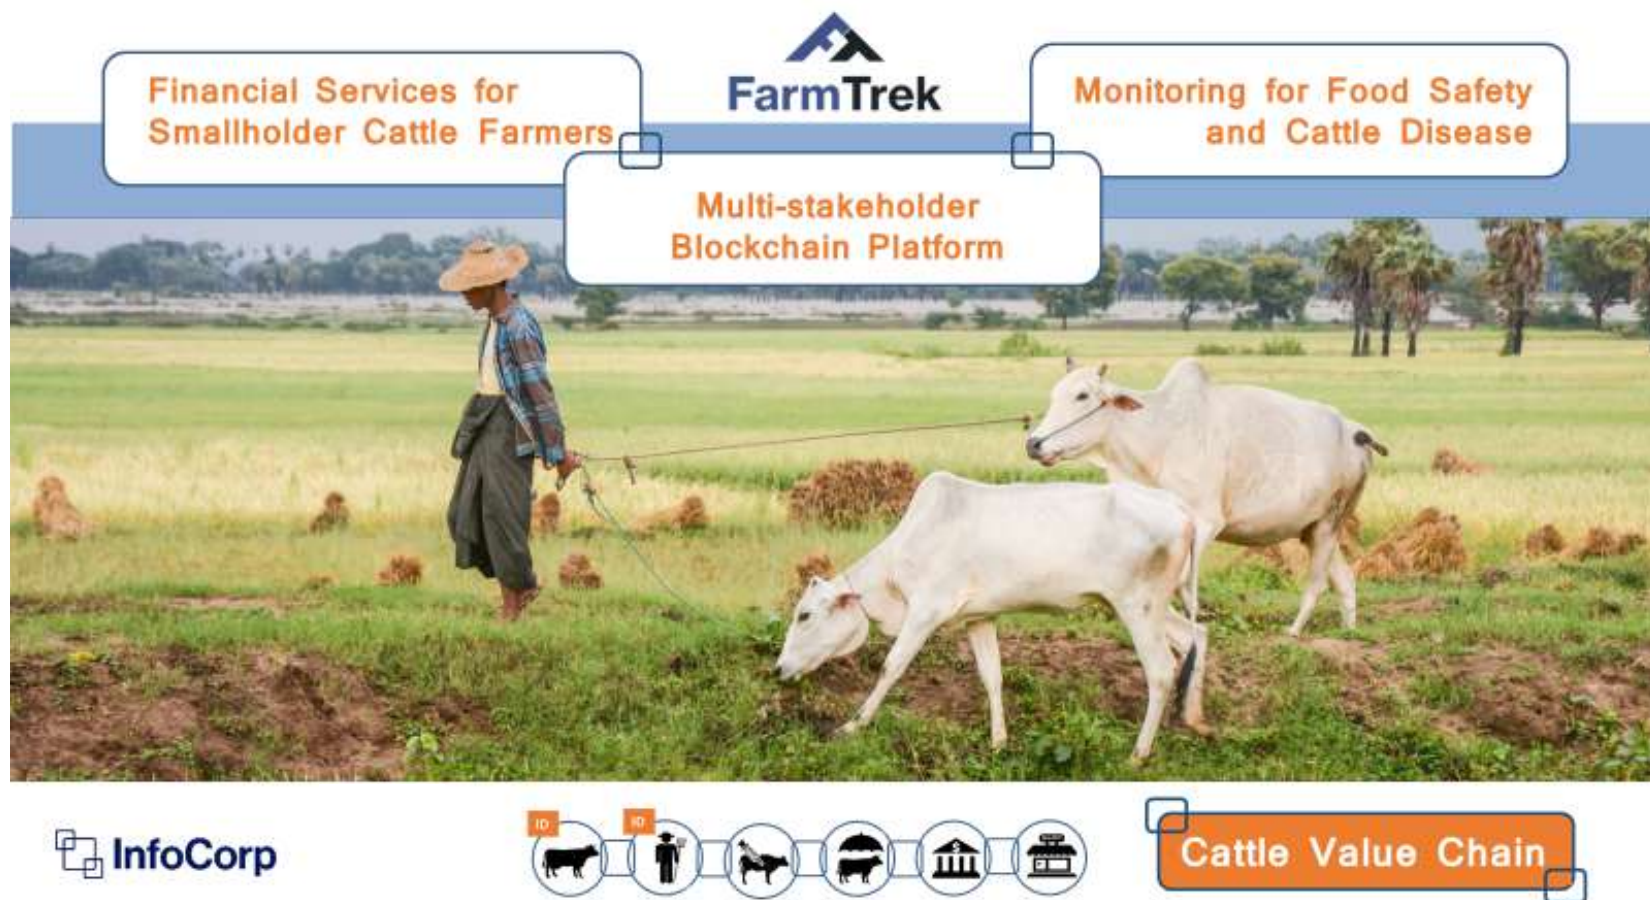 FarmTrek
Financial Services for
Smallholder Cattle Farmers
Monitoring for Food Safety
and Cattle Disease
Multi-stakeholder
Blockchain Platform
ID
ID
InfoCorp
Cattle Value Chain